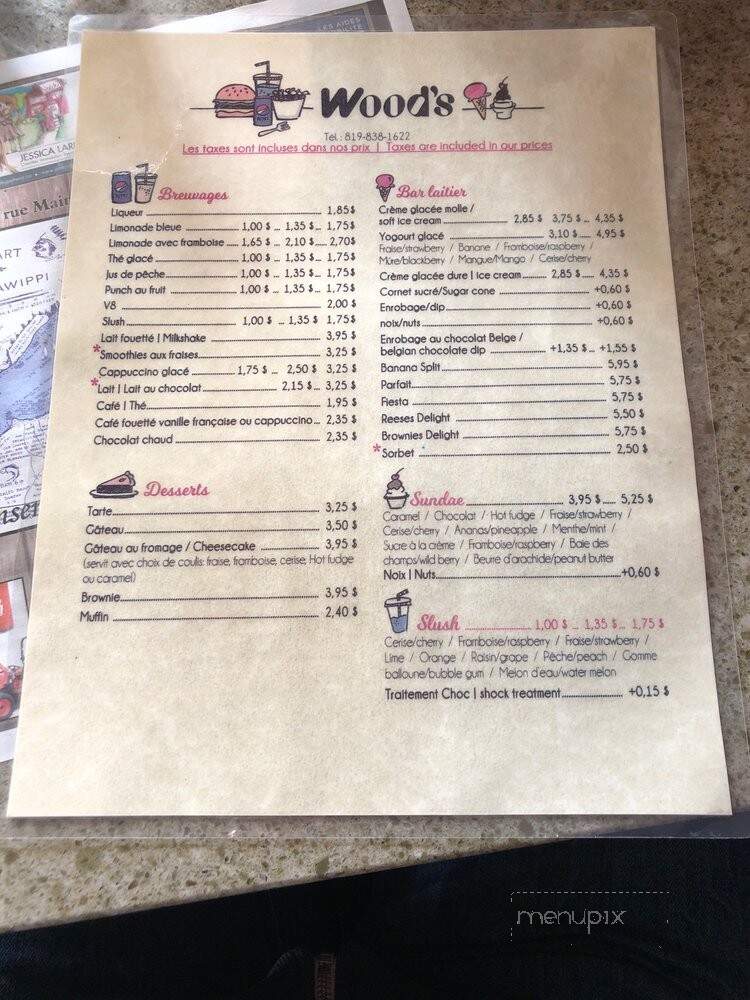 LES AIDES
BILITÉ
JESSICA LAR
rue Main
ART
AWIPPI
nser
Wood's
Tel.: 819-838-1622
Les taxes sont incluses dans nos prix | Taxes are included in our prices
Breuvages
Liqueur 1,85$
Limonade bleue 1,00 $ ... 1,35 $ ... 1,75$
Limonade avec framboise 1,65 $ ... 2,10 $ ... 2,70$
Thé glacé 1,00 $ ... 1,35 $ ... 1,75$
Jus de pêche 1,00 $ ... 1,35 $ ... 1,75$
Punch au fruit 1,00 $ ... 1,35 $ ... 1,75$
V8 2,00 $
Slush 1,00 $ ... 1,35 $ 1,75$
Lait fouetté | Milkshake 3,95 $
*Smoothies aux fraises 3,25 $
Cappuccino glacé 1,75 $ ... 2,50 $ 3,25 $
*Lait | Lait au chocolat 2,15 $ ... 3,25 $
Café | Thé 1,95 $
Café fouetté vanille française ou cappuccino 2,35 $
Chocolat chaud 2,35 $
Desserts
Tarte 3,25 $
Gâteau 3,50 $
Gâteau au fromage / Cheesecake 3,95 $
(servit avec choix de coulis: fraise, framboise, cerise, Hot fudge
ou caramel)
Brownie 3,95 $
Muffin 2,40 $
Bar laitier
Crème glacée molle /
soft ice cream 2,85 $ 3,75 $ ... 4,35 $
Yogourt glacé 3,10 $ ... 4,95 $
Fraise/strawberry / Banane / Framboise/raspberry /
Mûre/blackberry / Mangue/Mango / Cerise/cherry
Crème glacée dure | ice cream 2,85 $ ... 4,35 $
Cornet sucré/Sugar cone +0,60 $
Enrobage/dip +0,60 $
noix/nuts +0,60 $
Enrobage au chocolat Belge /
belgian chocolate dip +1,35 $ ... +1,55 $
Banana Split 5,95 $
Parfait 5,75 $
Fiesta 5,75 $
Reeses Delight 5,50 $
Brownies Delight 5,75 $
*Sorbet 2,50 $
Sundae 3,95 $ ... 5,25 $
Caramel / Chocolat / Hot fudge / Fraise/strawberry /
Cerise/cherry / Ananas/pineapple / Menthe/mint /
Sucre à la crème / Framboise/raspberry / Baie des
champs/wild berry / Beurre d'arachide/peanut butter
Noix | Nuts +0,60 $
Slush 1,00 $ ... 1,35 $ ... 1,75 $
Cerise/cherry / Framboise/raspberry / Fraise/strawberry /
Lime / Orange / Raisin/grape / Pêche/peach / Gomme
balloune/bubble gum / Melon d'eau/water melon
Traitement Choc | shock treatment +0,15 $
menupix